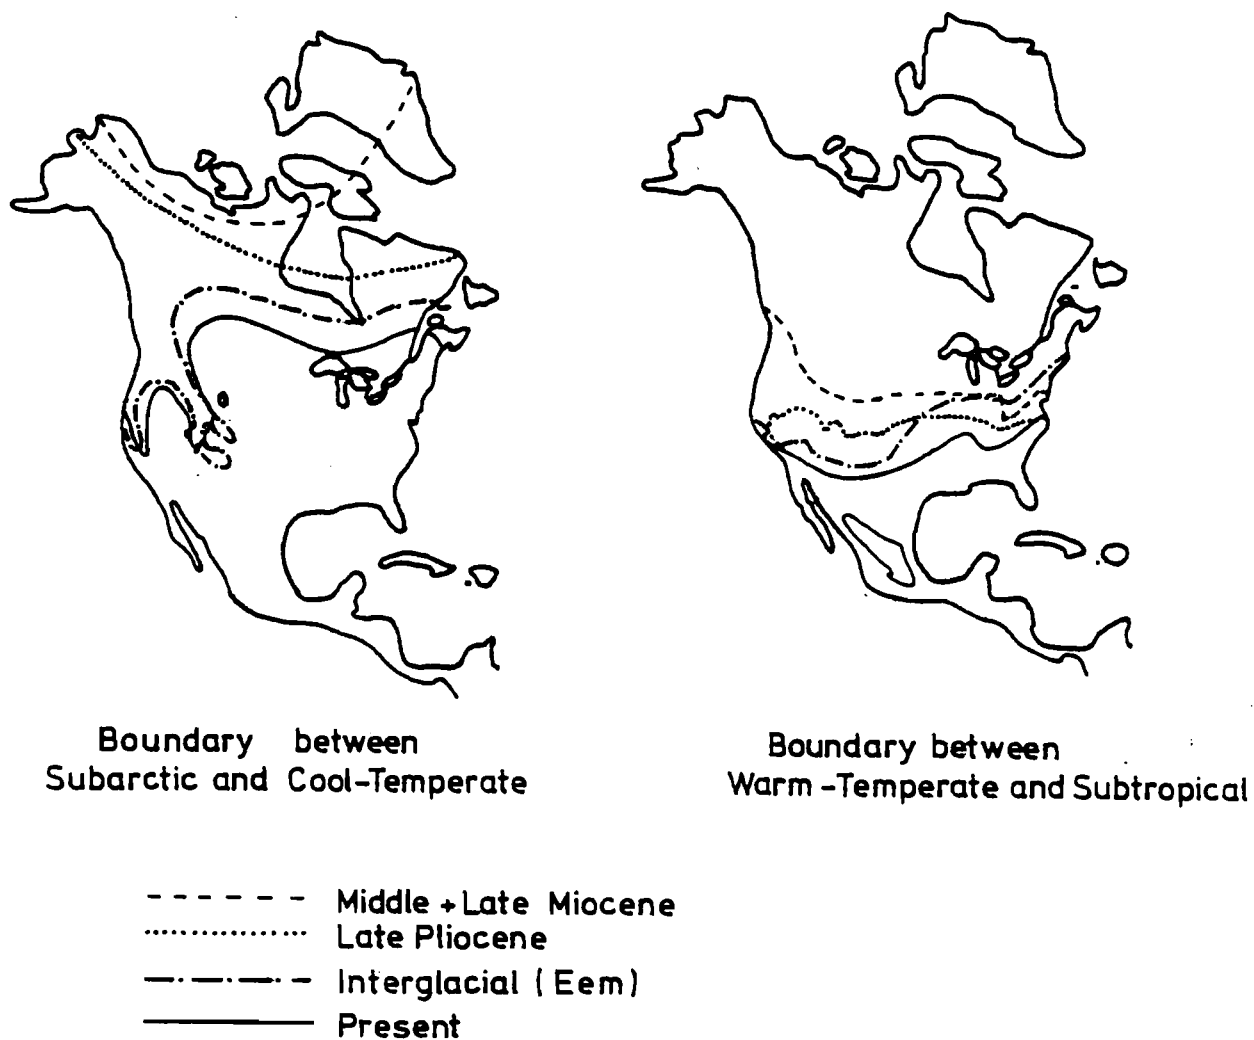 Boundary between
Subarctic and Cool-Temperate
Boundary between
Warm-Temperate and Subtropical
Middle + Late Miocene
Late Pliocene
Interglacial (Eem)
Present